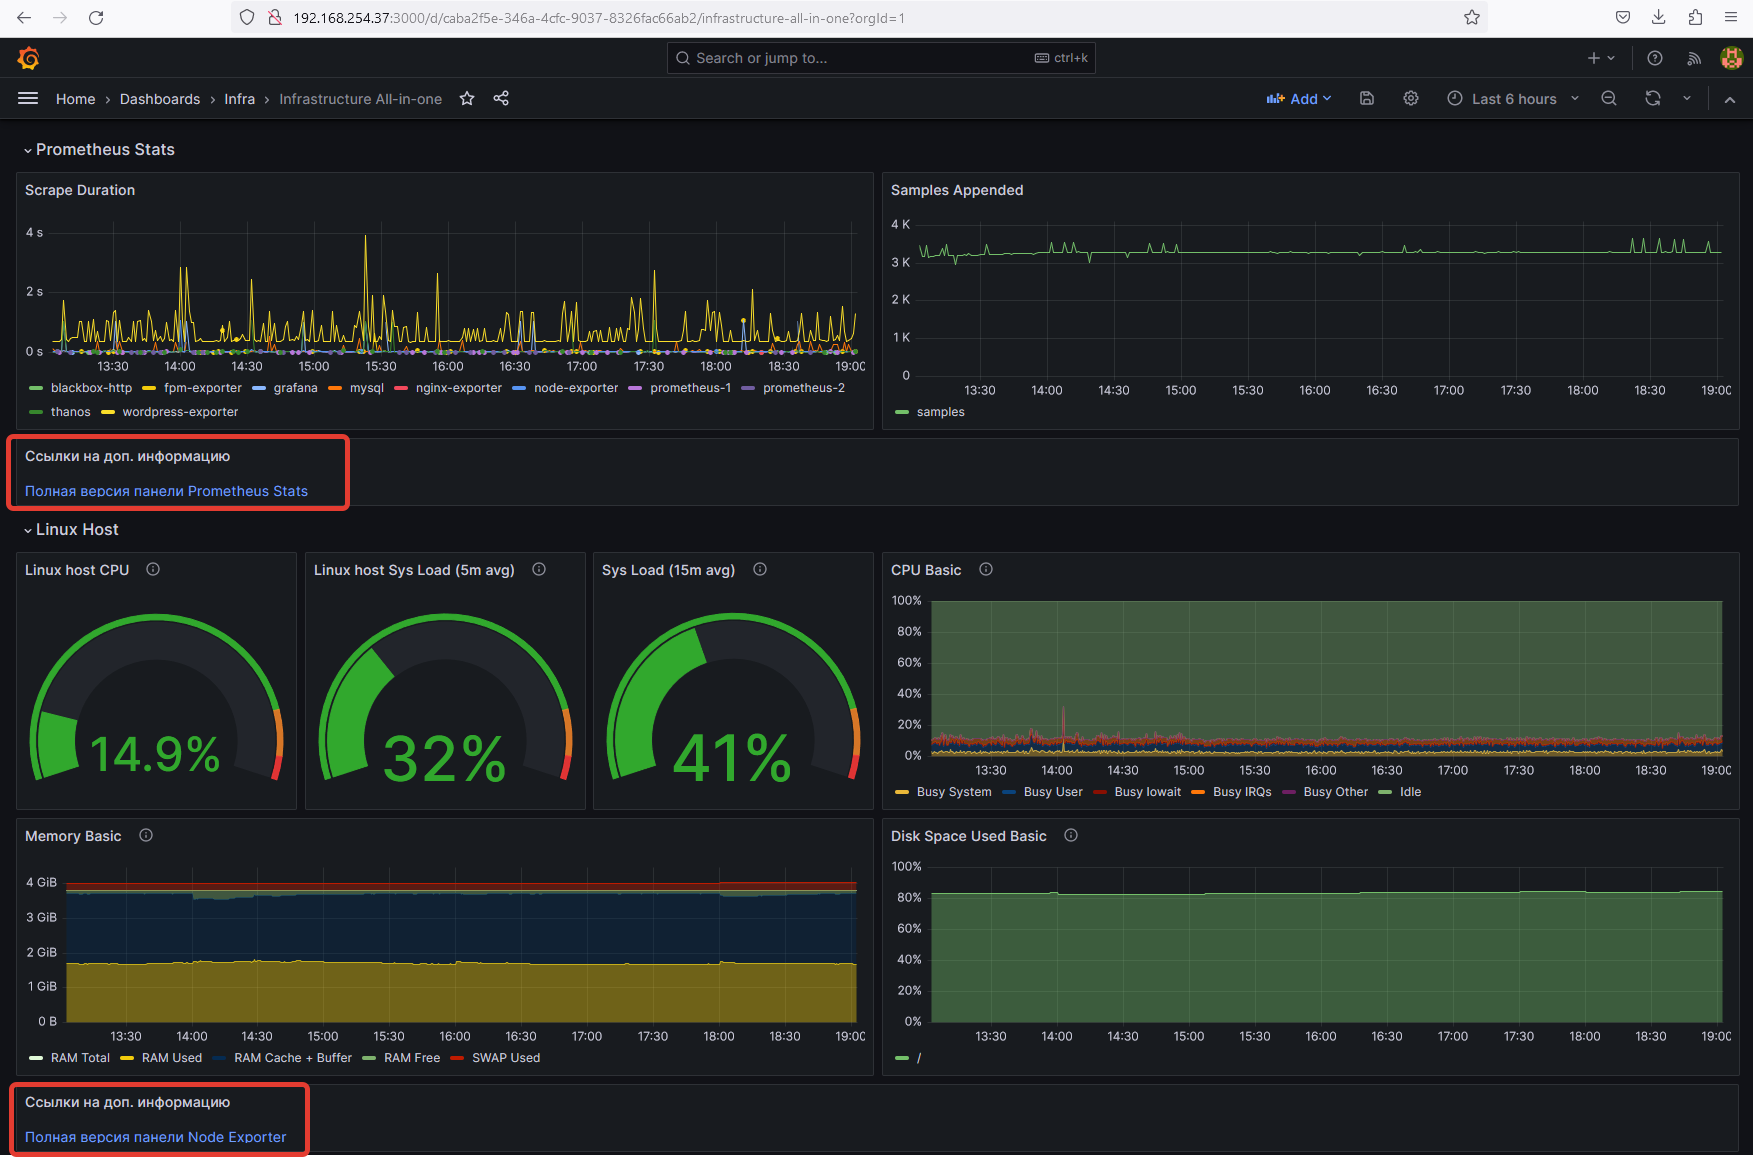 192.168.254.37:3000/d/caba2f5e-346a-4cfc-9037-8326fac66ab2/infrastructure-all-in-one?orgId=1
Search or jump to... ctrl+k
Home › Dashboards › Infra › Infrastructure All-in-one Add Last 6 hours
Prometheus Stats
Scrape Duration
4 s
2 s
0 s
13:30 14:00 14:30 15:00 15:30 16:00 16:30 17:00 17:30 18:00 18:30 19:00
blackbox-http fpm-exporter grafana mysql nginx-exporter node-exporter prometheus-1 prometheus-2
thanos wordpress-exporter
Samples Appended
4 K
3 K
2 K
1 K
0
13:30 14:00 14:30 15:00 15:30 16:00 16:30 17:00 17:30 18:00 18:30 19:00
samples
Ссылки на доп. информацию
Полная версия панели Prometheus Stats
Linux Host
Linux host CPU
14.9%
Linux host Sys Load (5m avg)
32%
Sys Load (15m avg)
41%
CPU Basic
100%
80%
60%
40%
20%
0%
13:30 14:00 14:30 15:00 15:30 16:00 16:30 17:00 17:30 18:00 18:30 19:00
Busy System Busy User Busy Iowait Busy IRQs Busy Other Idle
Memory Basic
4 GiB
3 GiB
2 GiB
1 GiB
0 B
13:30 14:00 14:30 15:00 15:30 16:00 16:30 17:00 17:30 18:00 18:30 19:00
RAM Total RAM Used RAM Cache + Buffer RAM Free SWAP Used
Disk Space Used Basic
100%
80%
60%
40%
20%
0%
13:30 14:00 14:30 15:00 15:30 16:00 16:30 17:00 17:30 18:00 18:30 19:00
/
Ссылки на доп. информацию
Полная версия панели Node Exporter